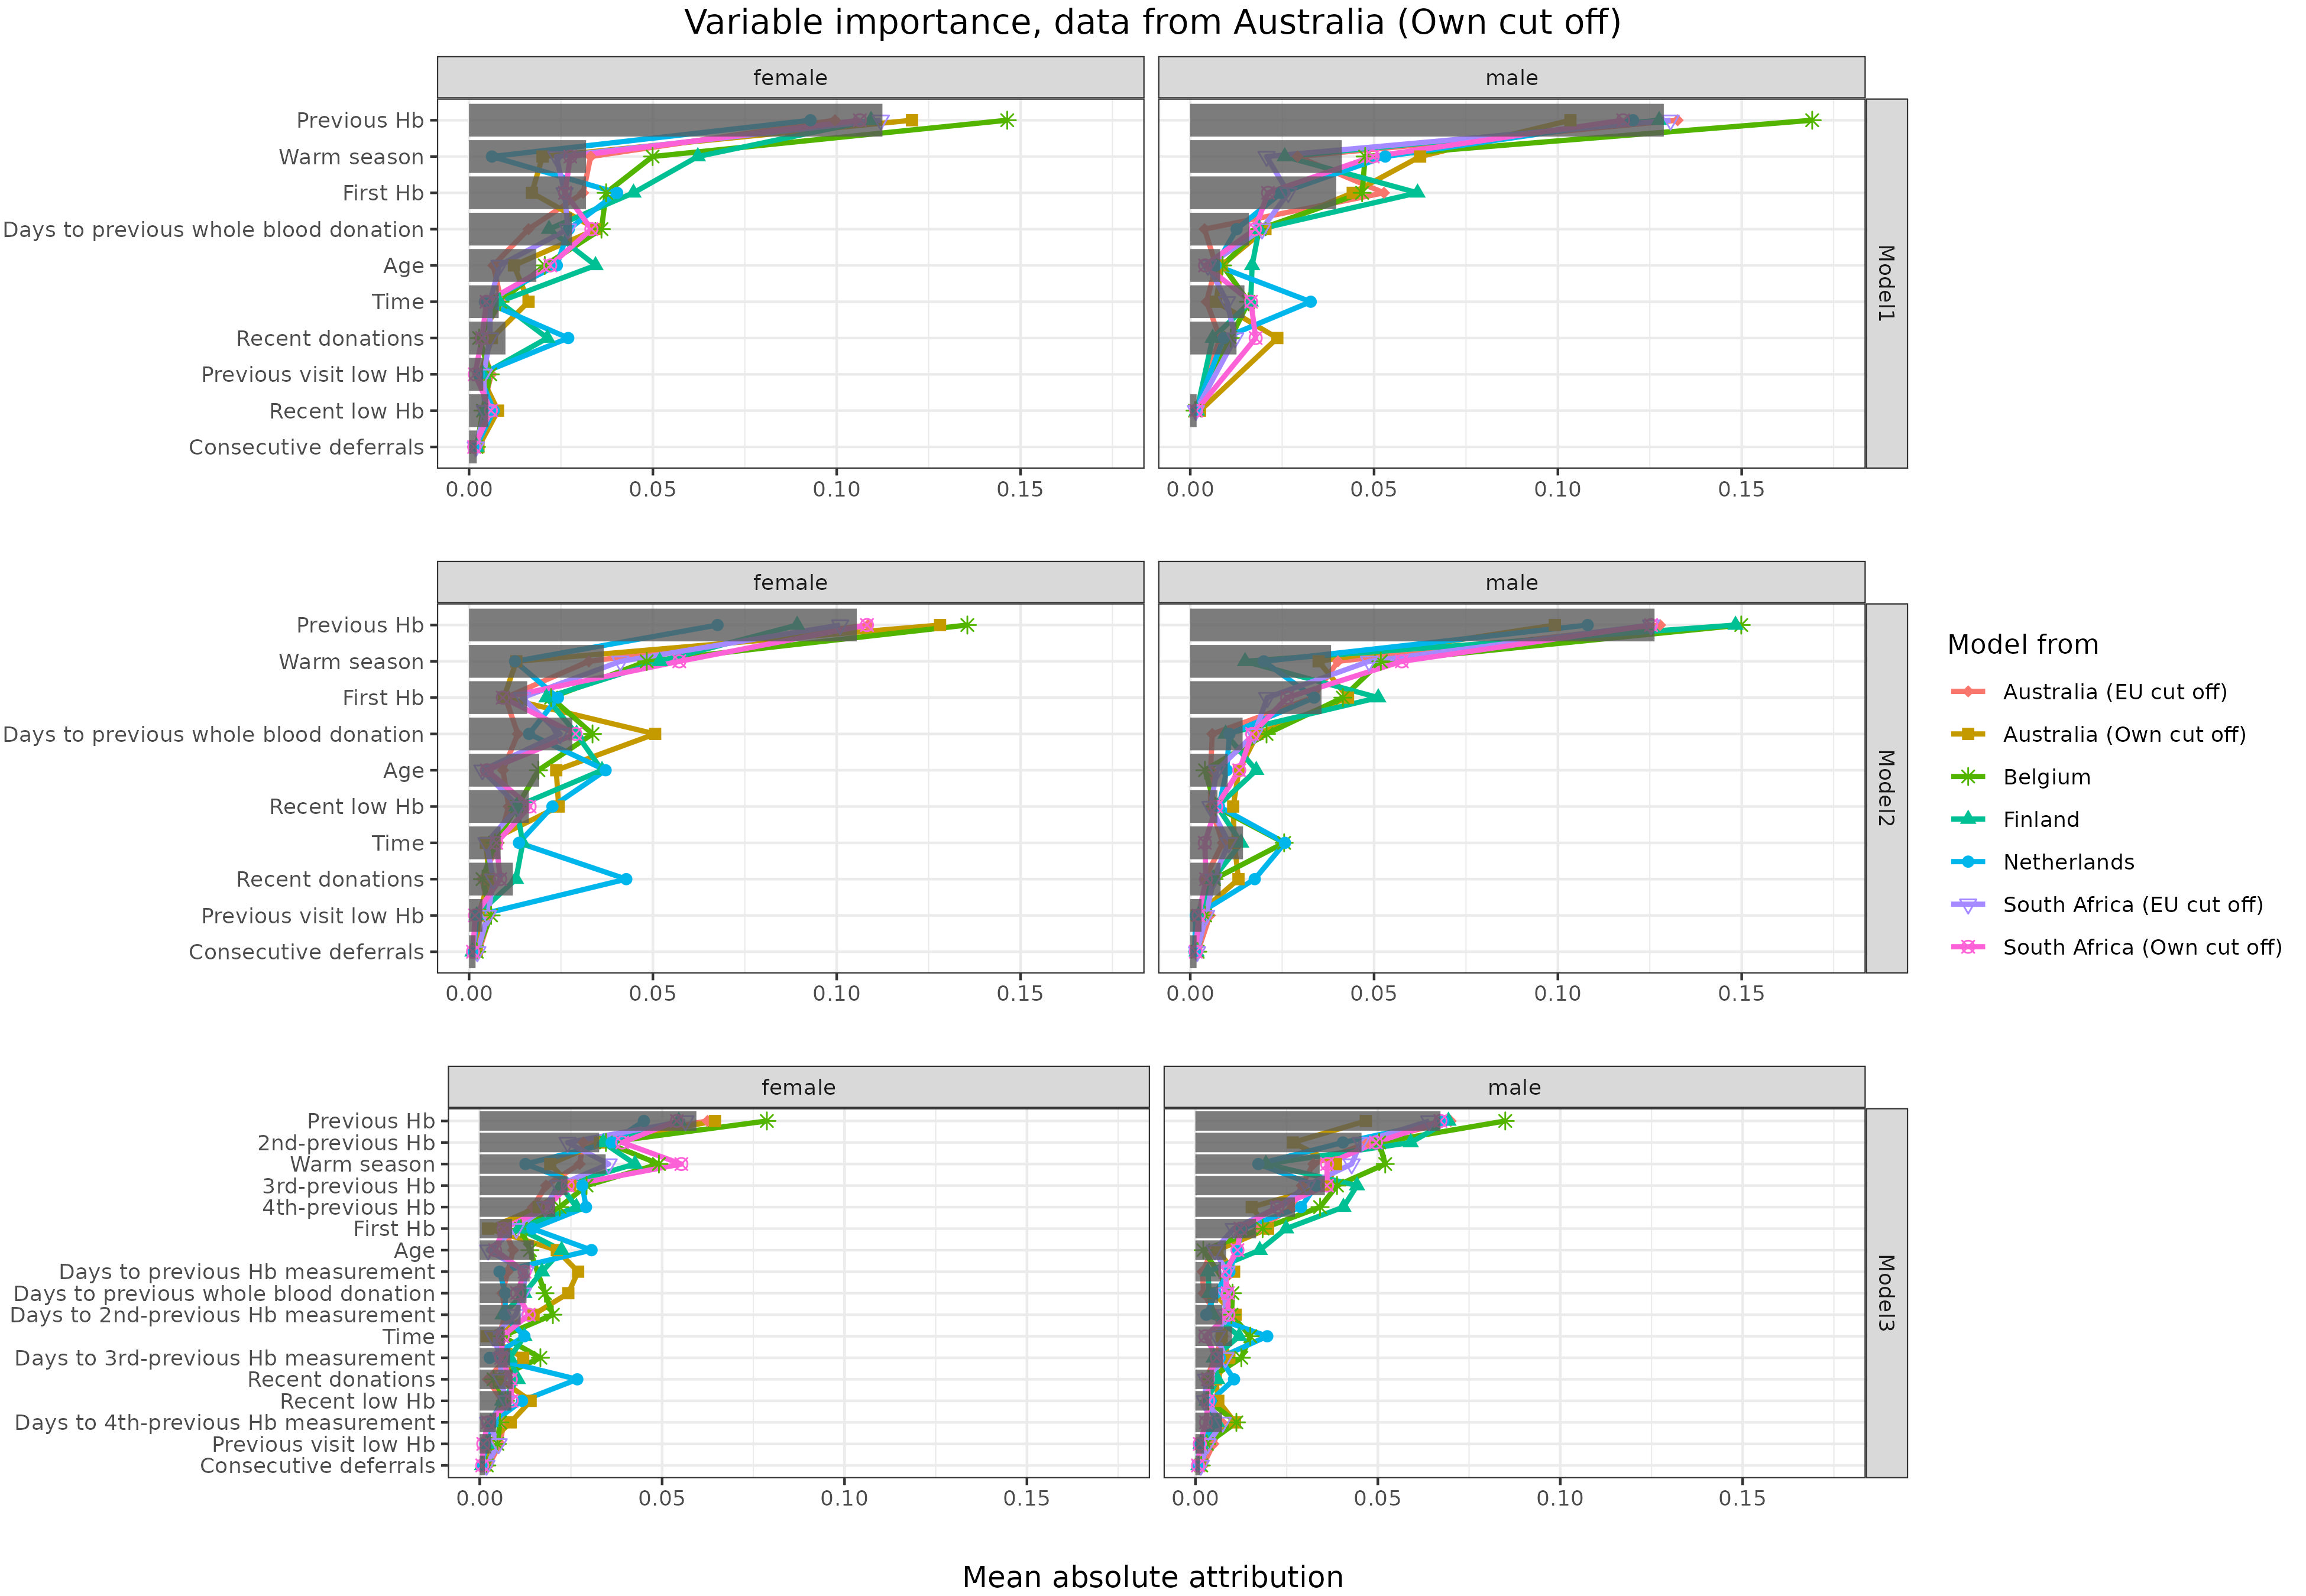 Variable importance, data from Australia (Own cut off)
female
male
Previous Hb
Warm season
First Hb
Days to previous whole blood donation
Age
Time
Recent donations
Previous visit low Hb
Recent low Hb
Consecutive deferrals
Model1
0.00 0.05 0.10 0.15
0.00 0.05 0.10 0.15
female
male
Previous Hb
Warm season
First Hb
Days to previous whole blood donation
Age
Recent low Hb
Time
Recent donations
Previous visit low Hb
Consecutive deferrals
Model2
0.00 0.05 0.10 0.15
0.00 0.05 0.10 0.15
Model from
Australia (EU cut off)
Australia (Own cut off)
Belgium
Finland
Netherlands
South Africa (EU cut off)
South Africa (Own cut off)
female
male
Previous Hb
2nd-previous Hb
Warm season
3rd-previous Hb
4th-previous Hb
First Hb
Age
Days to previous Hb measurement
Days to previous whole blood donation
Days to 2nd-previous Hb measurement
Time
Days to 3rd-previous Hb measurement
Recent donations
Recent low Hb
Days to 4th-previous Hb measurement
Previous visit low Hb
Consecutive deferrals
Model3
0.00 0.05 0.10 0.15
0.00 0.05 0.10 0.15
Mean absolute attribution